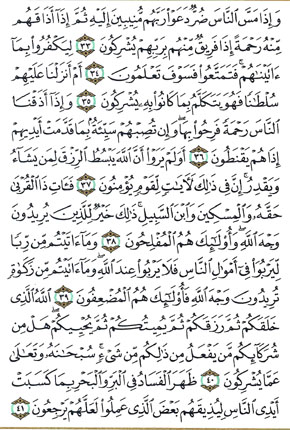 وَإِذَا مَسَّ ٱلنَّاسَ ضُرٌّ دَعَوْا۟ رَبَّهُم مُّنِيبِينَ إِلَيْهِ ثُمَّ إِذَآ أَذَاقَهُم
مِّنْهُ رَحْمَةً إِذَا فَرِيقٌ مِّنْهُم بِرَبِّهِمْ يُشْرِكُونَ ٣٣ لِيَكْفُرُوا۟ بِمَآ
ءَاتَيْنَٰهُمْ ۚ فَتَمَتَّعُوا۟ فَسَوْفَ تَعْلَمُونَ ٣٤ أَمْ أَنزَلْنَا عَلَيْهِمْ
سُلْطَٰنًا فَهُوَ يَتَكَلَّمُ بِمَا كَانُوا۟ بِهِۦ يُشْرِكُونَ ٣٥ وَإِذَآ أَذَقْنَا
ٱلنَّاسَ رَحْمَةً فَرِحُوا۟ بِهَا ۖ وَإِن تُصِبْهُمْ سَيِّئَةٌۢ بِمَا قَدَّمَتْ أَيْدِيهِمْ
إِذَا هُمْ يَقْنَطُونَ ٣٦ أَوَلَمْ يَرَوْا۟ أَنَّ ٱللَّهَ يَبْسُطُ ٱلرِّزْقَ لِمَن يَشَآءُ
وَيَقْدِرُ ۚ إِنَّ فِى ذَٰلِكَ لَءَايَٰتٍ لِّقَوْمٍ يُؤْمِنُونَ ٣٧ فَـَٔاتِ ذَا ٱلْقُرْبَىٰ
حَقَّهُۥ وَٱلْمِسْكِينَ وَٱبْنَ ٱلسَّبِيلِ ۚ ذَٰلِكَ خَيْرٌ لِّلَّذِينَ يُرِيدُونَ
وَجْهَ ٱللَّهِ ۖ وَأُو۟لَٰٓئِكَ هُمُ ٱلْمُفْلِحُونَ ٣٨ وَمَآ ءَاتَيْتُم مِّن رِّبًا
لِّيَرْبُوَا۟ فِىٓ أَمْوَٰلِ ٱلنَّاسِ فَلَا يَرْبُوا۟ عِندَ ٱللَّهِ ۖ وَمَآ ءَاتَيْتُم مِّن زَكَوٰةٍ
تُرِيدُونَ وَجْهَ ٱللَّهِ فَأُو۟لَٰٓئِكَ هُمُ ٱلْمُضْعِفُونَ ٣٩ ٱللَّهُ ٱلَّذِى
خَلَقَكُمْ ثُمَّ رَزَقَكُمْ ثُمَّ يُمِيتُكُمْ ثُمَّ يُحْيِيكُمْ ۖ هَلْ مِن
شُرَكَآئِكُم مَّن يَفْعَلُ مِن ذَٰلِكُم مِّن شَىْءٍ ۚ سُبْحَٰنَهُۥ وَتَعَٰلَىٰ
عَمَّا يُشْرِكُونَ ٤٠ ظَهَرَ ٱلْفَسَادُ فِى ٱلْبَرِّ وَٱلْبَحْرِ بِمَا كَسَبَتْ
أَيْدِى ٱلنَّاسِ لِيُذِيقَهُم بَعْضَ ٱلَّذِى عَمِلُوا۟ لَعَلَّهُمْ يَرْجِعُونَ ٤١